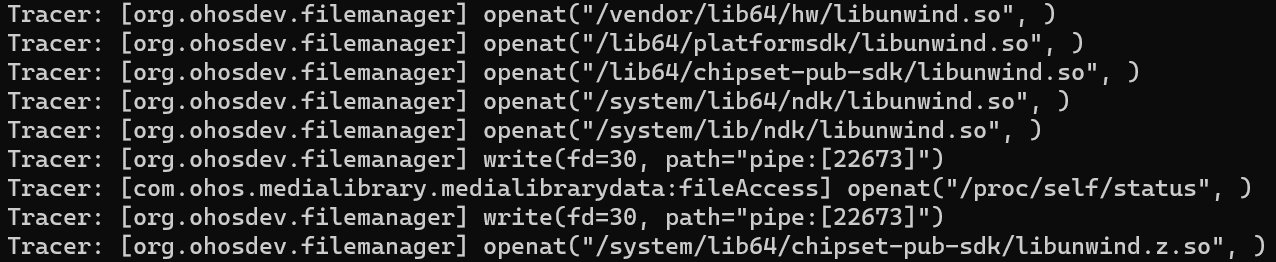 Tracer: [org.ohosdev.filemanager] openat("/vendor/lib64/hw/libunwind.so", )
Tracer: [org.ohosdev.filemanager] openat("/lib64/platformsdk/libunwind.so", )
Tracer: [org.ohosdev.filemanager] openat("/lib64/chipset-pub-sdk/libunwind.so", )
Tracer: [org.ohosdev.filemanager] openat("/system/lib64/ndk/libunwind.so", )
Tracer: [org.ohosdev.filemanager] openat("/system/lib/ndk/libunwind.so", )
Tracer: [org.ohosdev.filemanager] write(fd=30, path="pipe:[22673]")
Tracer: [com.ohos.medialibrary.medialibrarydata:fileAccess] openat("/proc/self/status", )
Tracer: [org.ohosdev.filemanager] write(fd=30, path="pipe:[22673]")
Tracer: [org.ohosdev.filemanager] openat("/system/lib64/chipset-pub-sdk/libunwind.z.so", )